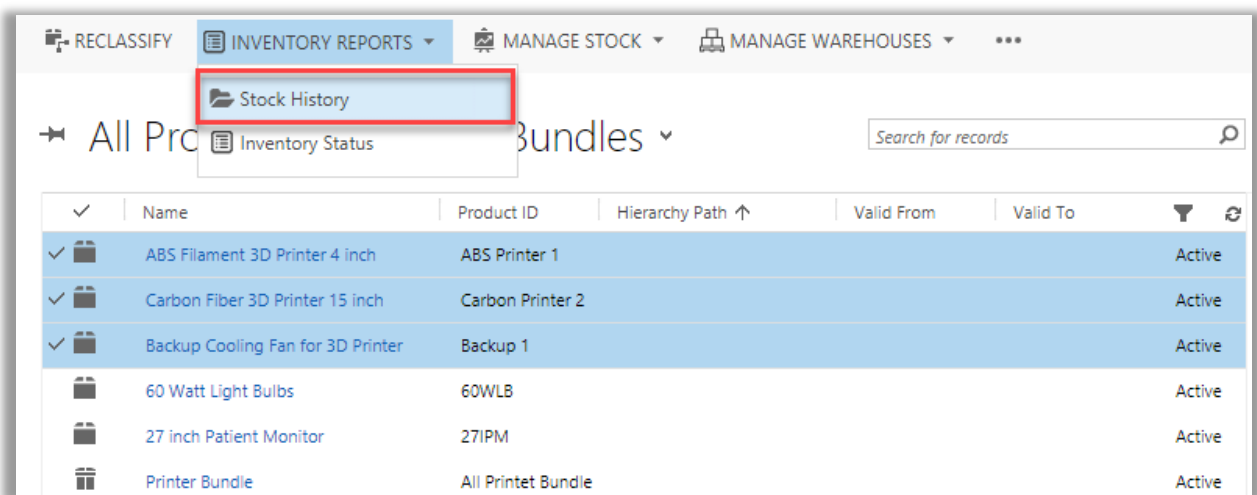 RECLASSIFY INVENTORY REPORTS MANAGE STOCK MANAGE WAREHOUSES •••
Stock History
All Pro Bundles Search for records
Inventory Status
Name Product ID Hierarchy Path ↑ Valid From Valid To
ABS Filament 3D Printer 4 inch ABS Printer 1 Active
Carbon Fiber 3D Printer 15 inch Carbon Printer 2 Active
Backup Cooling Fan for 3D Printer Backup 1 Active
60 Watt Light Bulbs 60WLB Active
27 inch Patient Monitor 27IPM Active
Printer Bundle All Printet Bundle Active